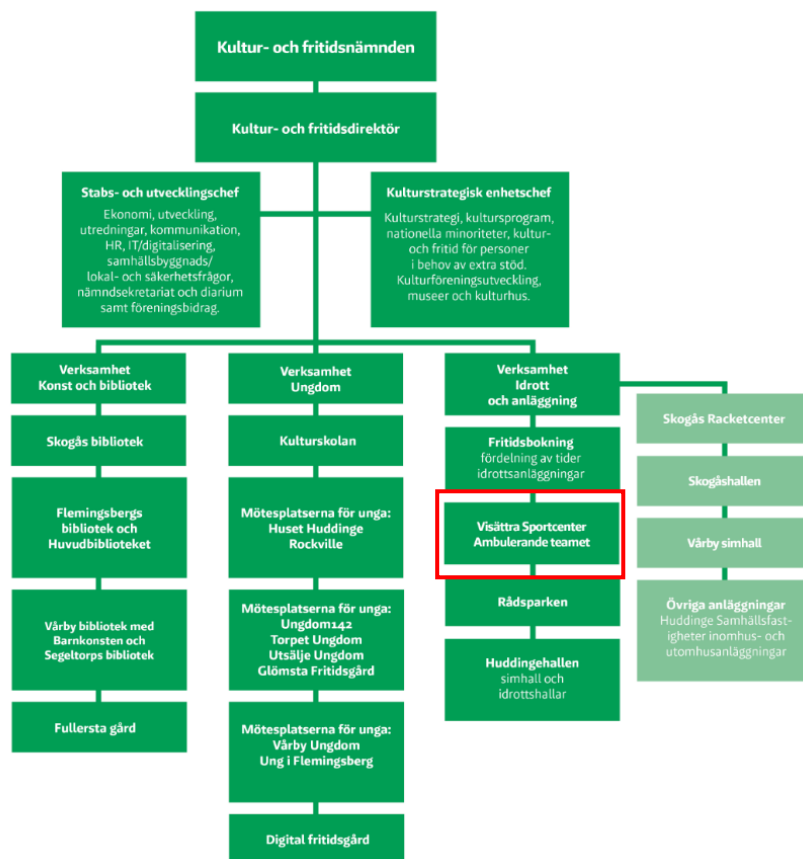 Kultur- och fritidsnämnden
Kultur- och fritidsdirektör
Stabs- och utvecklingschef
Ekonomi, utveckling,
utredningar, kommunikation,
HR, IT/digitalisering,
samhällsbyggnads/
lokal- och säkerhetsfrågor,
nämndsekretariat och diarium
samt föreningsbidrag.
Kulturstrategisk enhetschef
Kulturstrategi, kultursprogram,
nationella minoriteter, kultur-
och fritid för personer
i behov av extra stöd.
Kulturföreningsutveckling,
museer och kulturhus.
Verksamhet
Konst och bibliotek
Skogås bibliotek
Flemingsbergs
bibliotek och
Huvudbiblioteket
Vårby bibliotek med
Barnkonsten och
Segeltorps bibliotek
Fullersta gård
Verksamhet
Ungdom
Kulturskolan
Mötesplatserna för unga:
Huset Huddinge
Rockville
Mötesplatserna för unga:
Ungdom142
Torpet Ungdom
Utsälje Ungdom
Glömsta Fritidsgård
Mötesplatserna för unga:
Vårby Ungdom
Ung i Flemingsberg
Digital fritidsgård
Verksamhet
Idrott
och anläggning
Fritidsbokning
fördelning av tider
idrottsanläggningar
Visättra Sportcenter
Ambulerande teamet
Rådsparken
Huddingehallen
simhall och
idrottshallar
Skogås Racketcenter
Skogåshallen
Vårby simhall
Övriga anläggningar
Huddinge Samhällsfast-
igheter inomhus- och
utomhusanläggningar